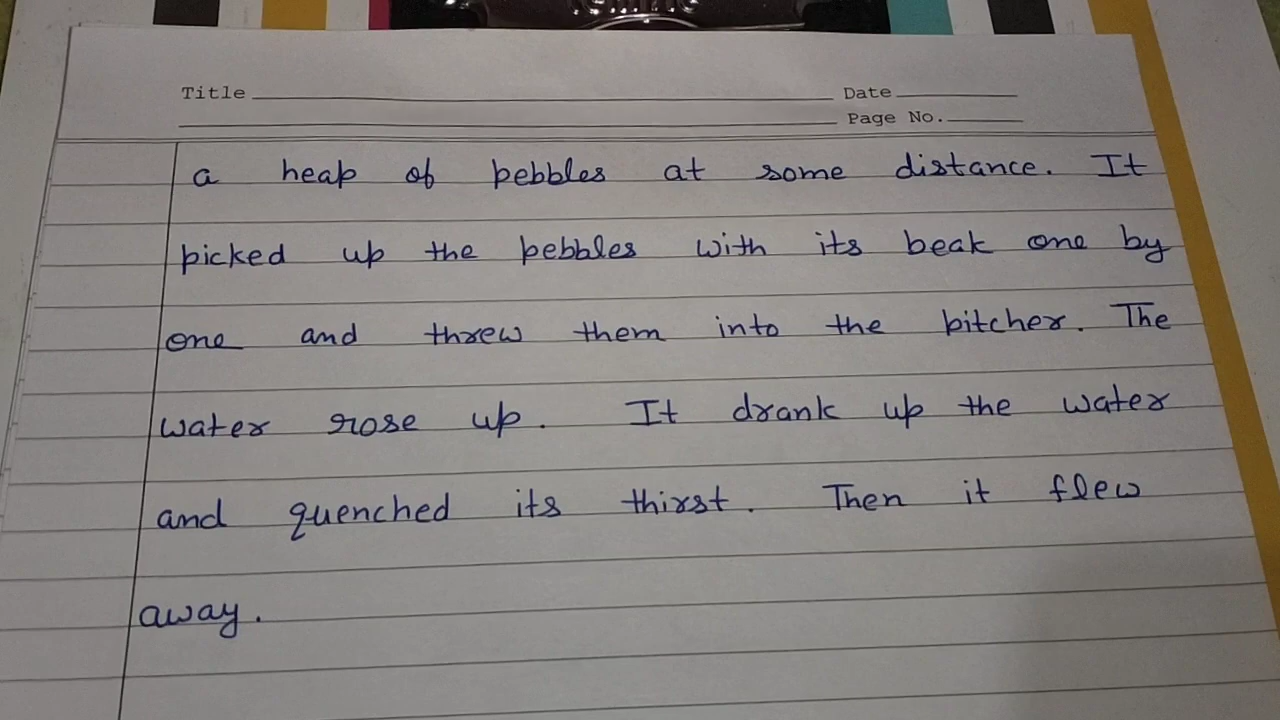 Title
Date
Page No.
a heap of pebbles at some distance. It
picked up the pebbles with its beak one by
one and threw them into the pitcher. The
water rose up. It drank up the water
and quenched its thirst. Then it flew
away.